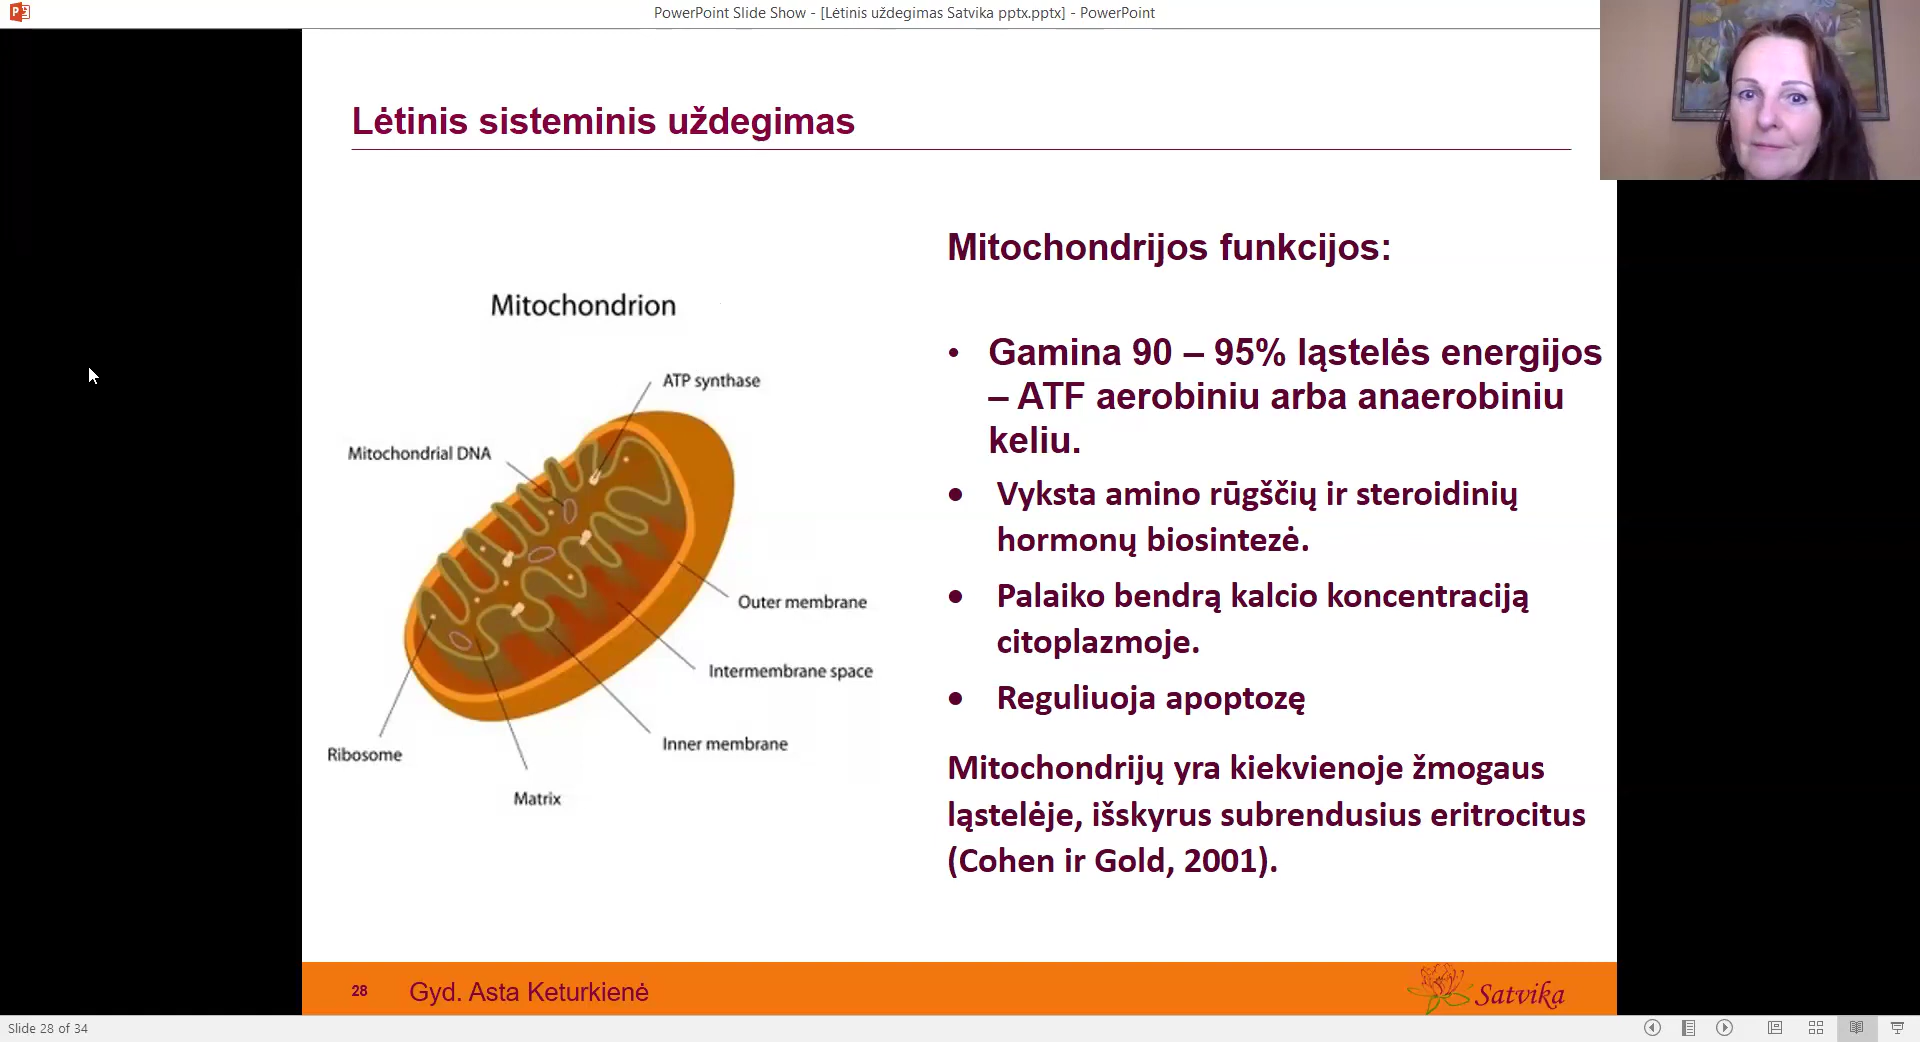 PowerPoint Slide Show - [Lėtinis uždegimas Satvika pptx.pptx] - PowerPoint
Lėtinis sisteminis uždegimas
Mitochondrion
ATP synthase
Mitochondrial DNA
Outer membrane
Intermembrane space
Inner membrane
Ribosome
Matrix
Mitochondrijos funkcijos:
• Gamina 90 – 95% ląstelės energijos
– ATF aerobiniu arba anaerobiniu
keliu.
• Vyksta amino rūgščių ir steroidinių
hormonų biosintezė.
• Palaiko bendrą kalcio koncentraciją
citoplazmoje.
• Reguliuoja apoptozę
Mitochondrijų yra kiekvienoje žmogaus
ląstelėje, išskyrus subrendusius eritrocitus
(Cohen ir Gold, 2001).
28 Gyd. Asta Keturkienė
Satvika
Slide 28 of 34